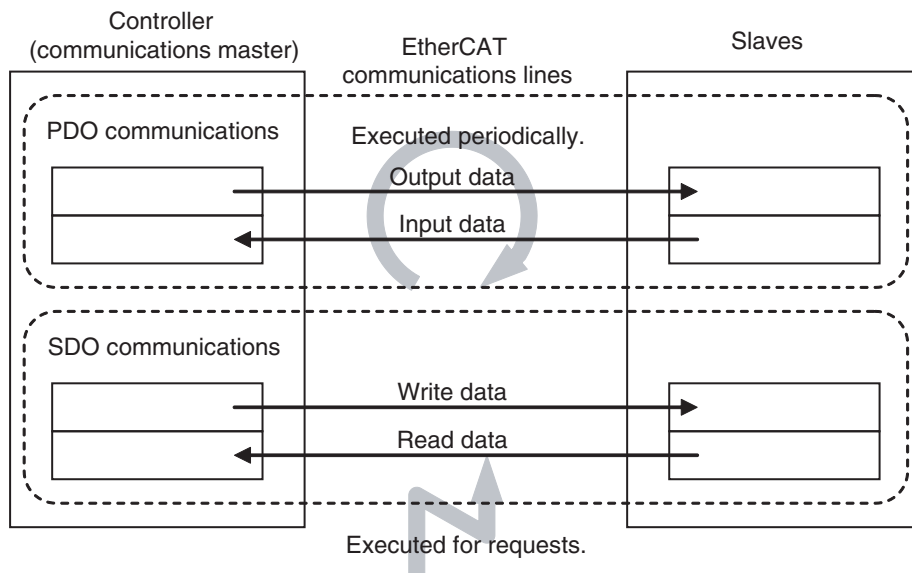 Controller
(communications master)
EtherCAT
communications lines
Slaves
PDO communications
Executed periodically.
Output data
Input data
SDO communications
Write data
Read data
Executed for requests.